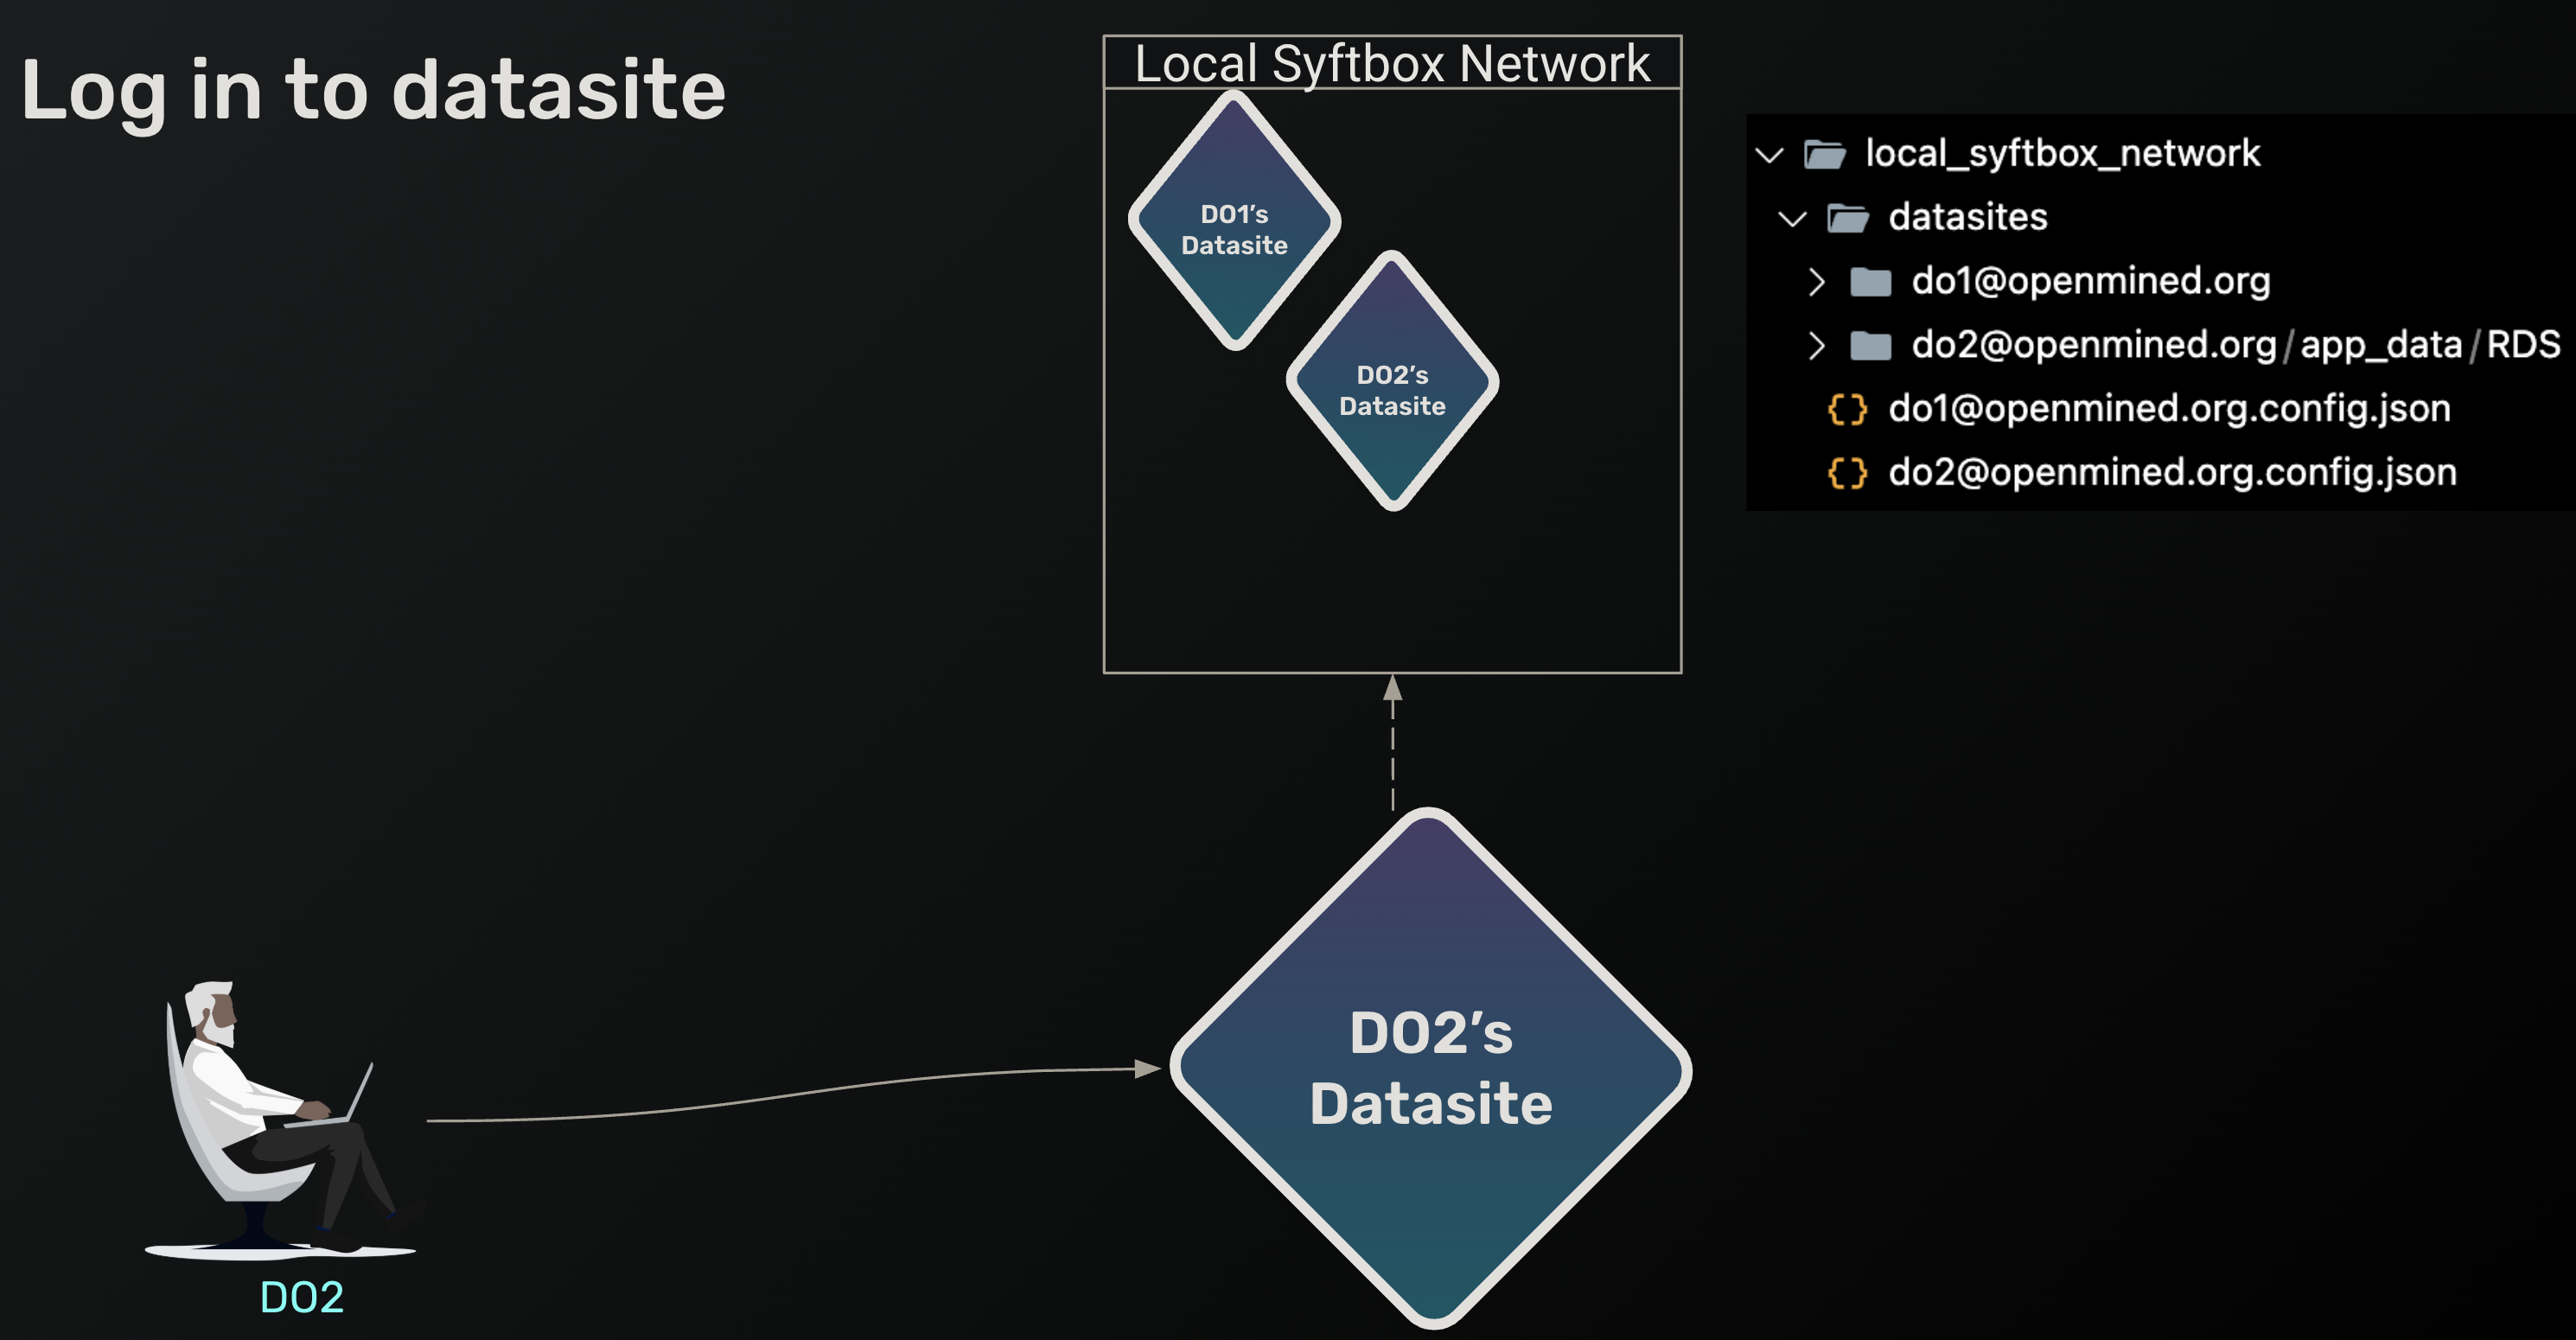 Log in to datasite
Local Syftbox Network
DO1’s
Datasite
DO2’s
Datasite
local_syftbox_network
datasites
do1@openmined.org
do2@openmined.org/app_data/RDS
do1@openmined.org.config.json
do2@openmined.org.config.json
DO2’s
Datasite
DO2